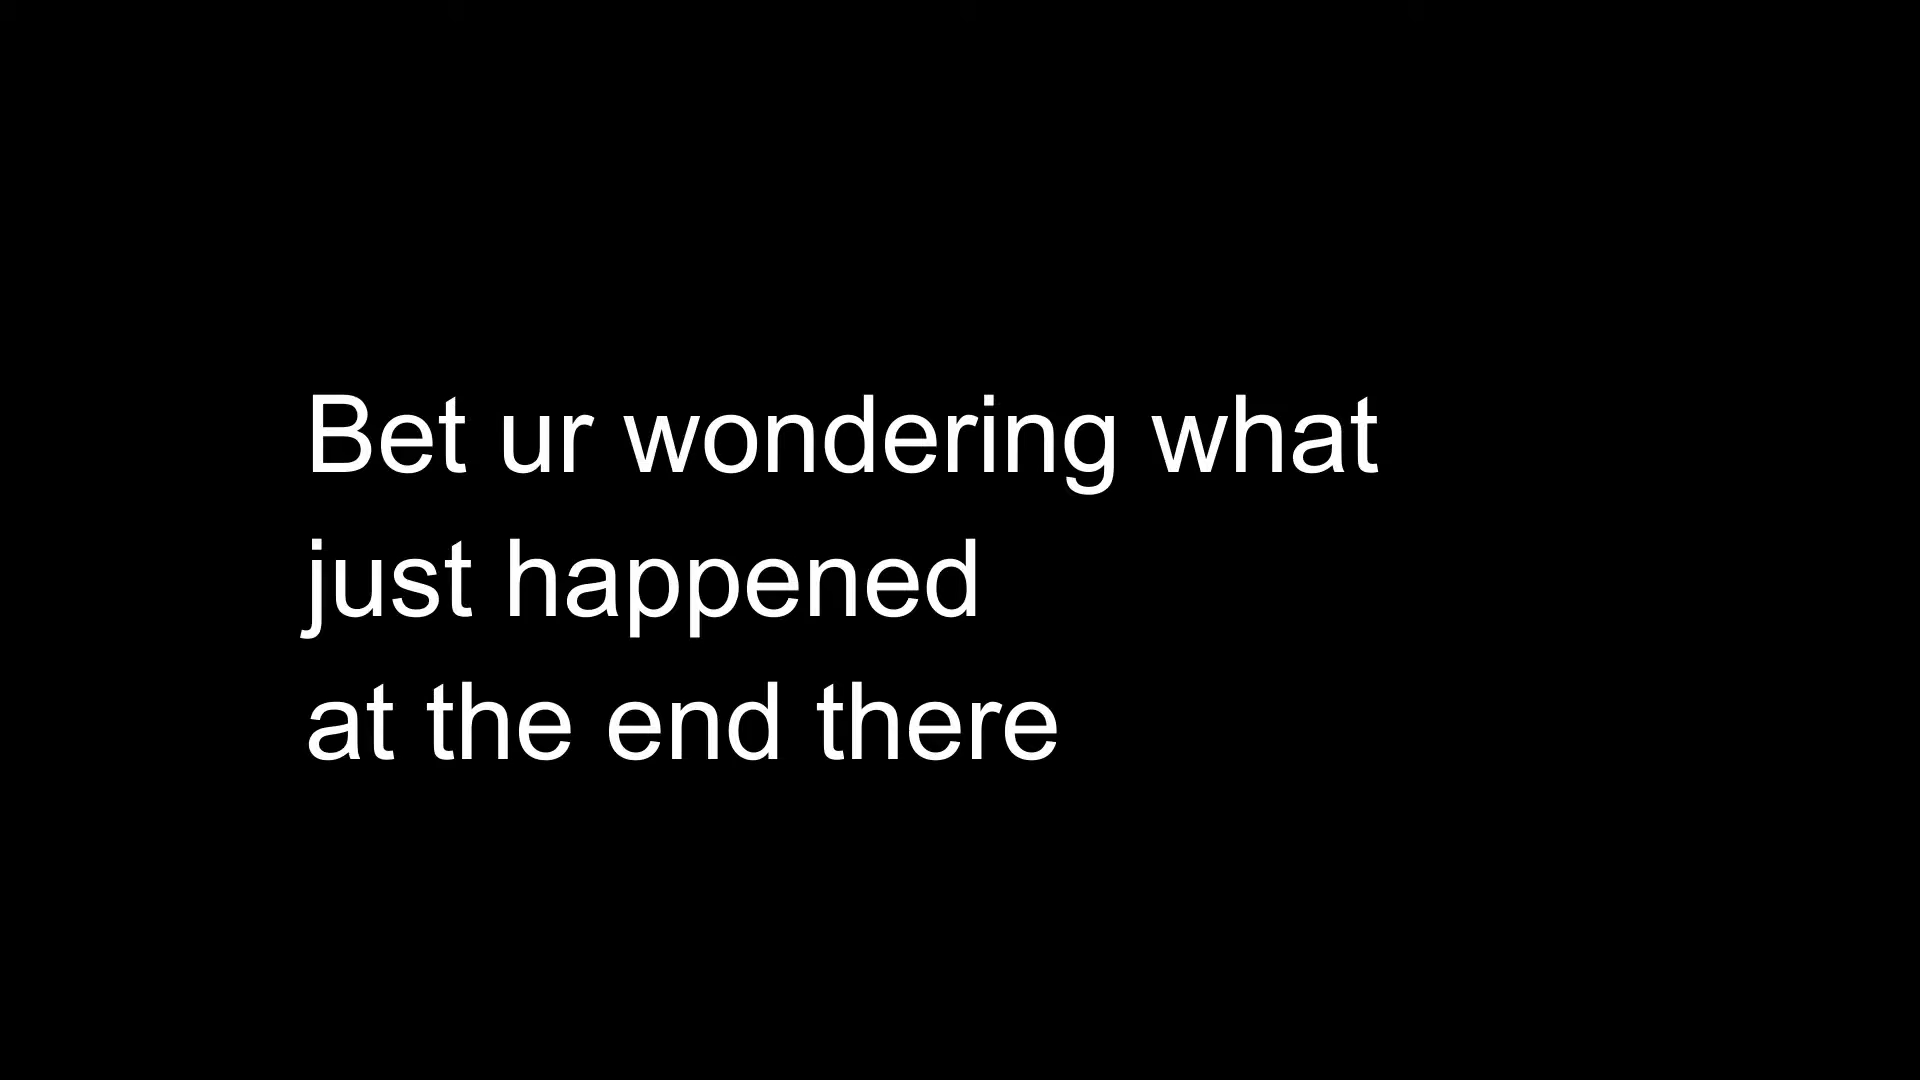 Bet ur wondering what
just happened
at the end there